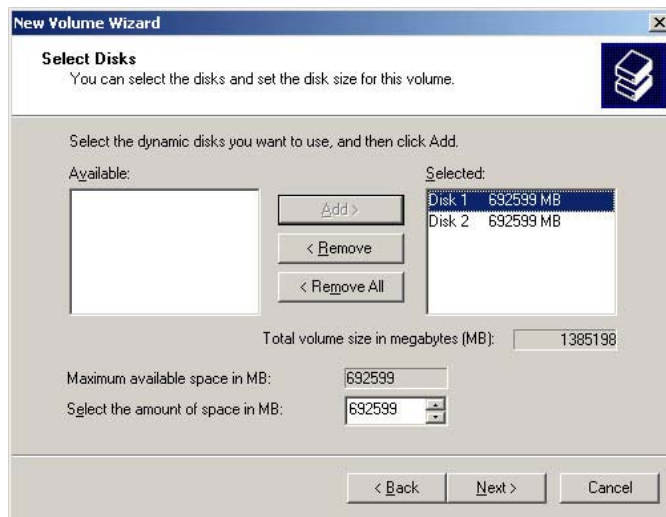 New Volume Wizard
Select Disks
You can select the disks and set the disk size for this volume.
Select the dynamic disks you want to use, and then click Add.
Available:
Selected:
Add >
< Remove
< Remove All
Disk 1 692599 MB
Disk 2 692599 MB
Total volume size in megabytes (MB): 1385198
Maximum available space in MB: 692599
Select the amount of space in MB: 692599
< Back Next > Cancel